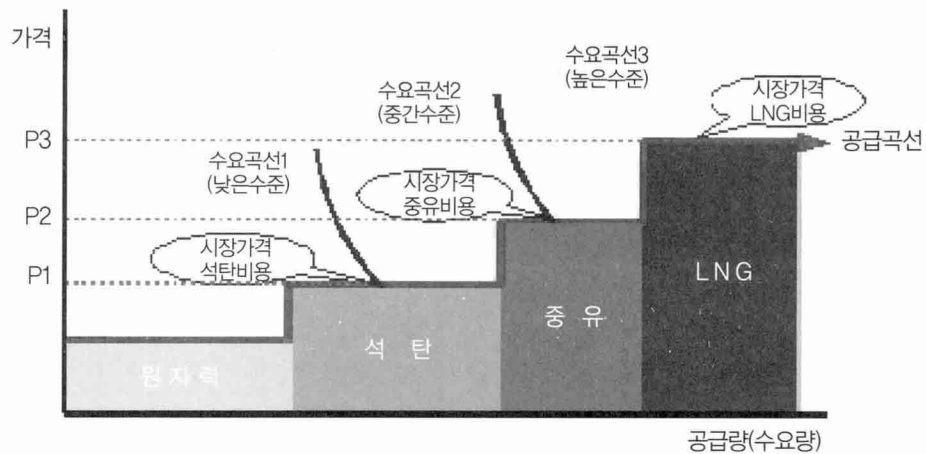 가격
수요곡선3
(높은수준)
수요곡선2
(중간수준)
시장가격
LNG비용
P3
공급곡선
수요곡선1
(낮은수준)
시장가격
중유비용
P2
시장가격
석탄비용
P1
LNG
중 유
석 탄
원자력
공급량(수요량)